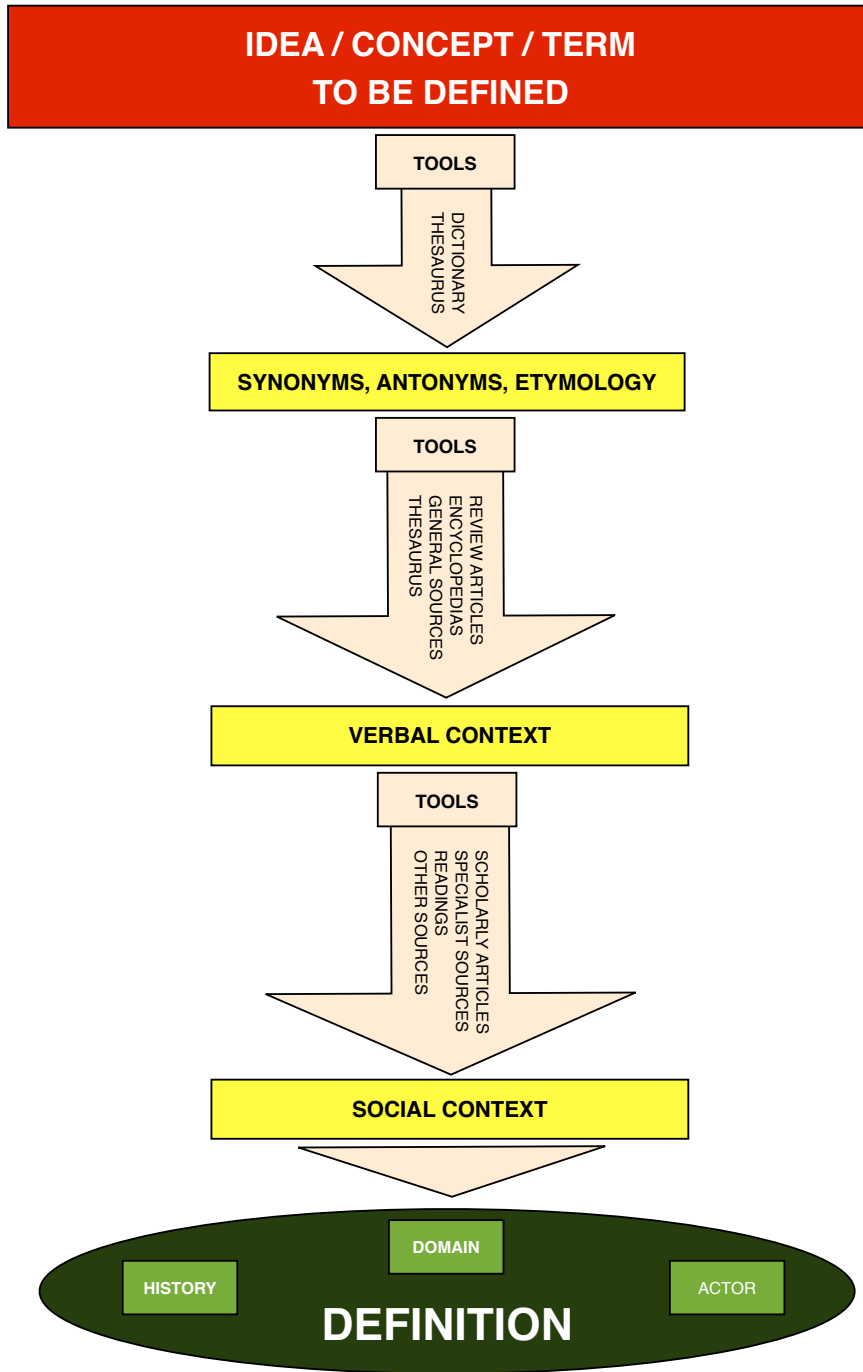 IDEA / CONCEPT / TERM
TO BE DEFINED
TOOLS
DICTIONARY
THESAURUS
SYNONYMS, ANTONYMS, ETYMOLOGY
TOOLS
REVIEW ARTICLES
ENCYCLOPEDIAS
GENERAL SOURCES
THESAURUS
VERBAL CONTEXT
TOOLS
SCHOLARLY ARTICLES
SPECIALIST SOURCES
READINGS
OTHER SOURCES
SOCIAL CONTEXT
DOMAIN
HISTORY
ACTOR
DEFINITION